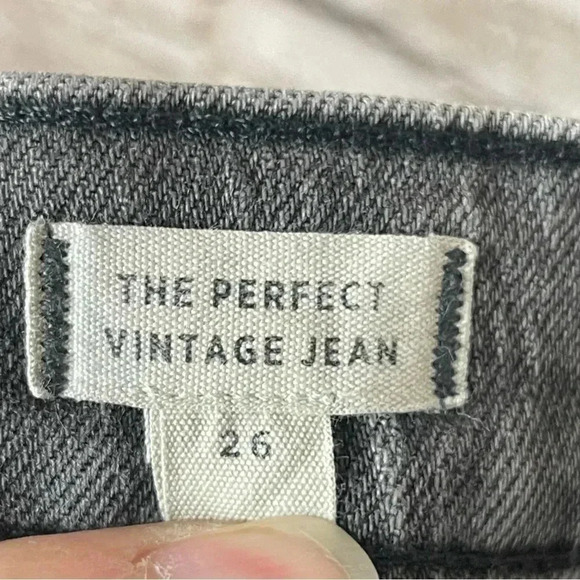 THE PERFECT
VINTAGE JEAN
26